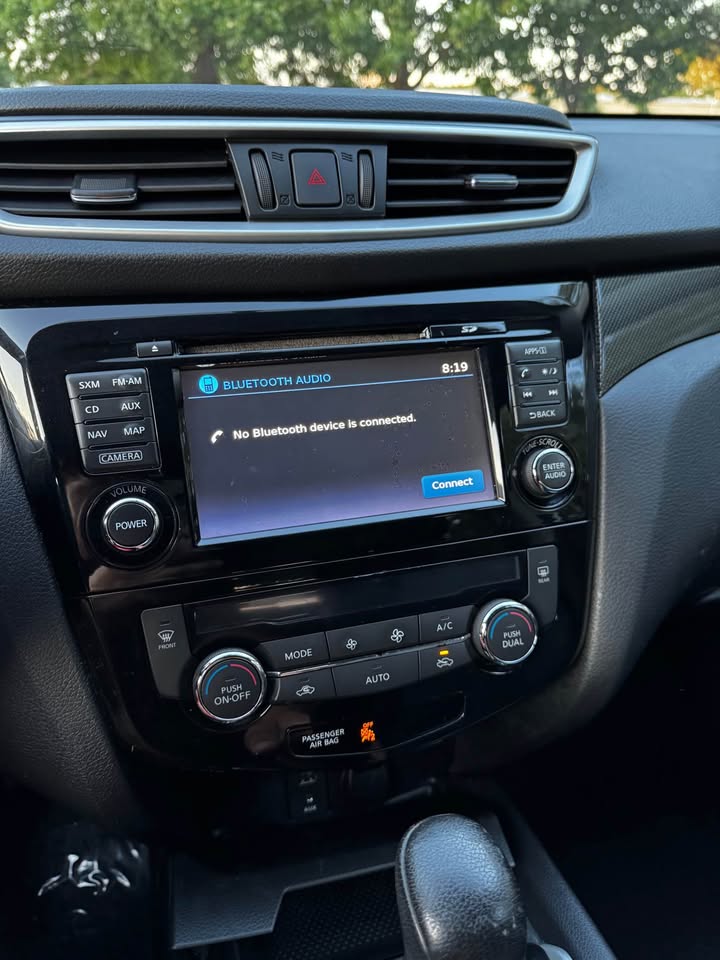 SD
SXM FM·AM
CD AUX
NAV MAP
CAMERA
VOLUME
POWER
BLUETOOTH AUDIO 8:19
No Bluetooth device is connected.
Connect
APPS
BACK
TUNE·SCROLL
ENTER
AUDIO
FRONT
REAR
MODE
A/C
AUTO
PUSH
ON·OFF
PUSH
DUAL
PASSENGER
AIR BAG
OFF
AUX